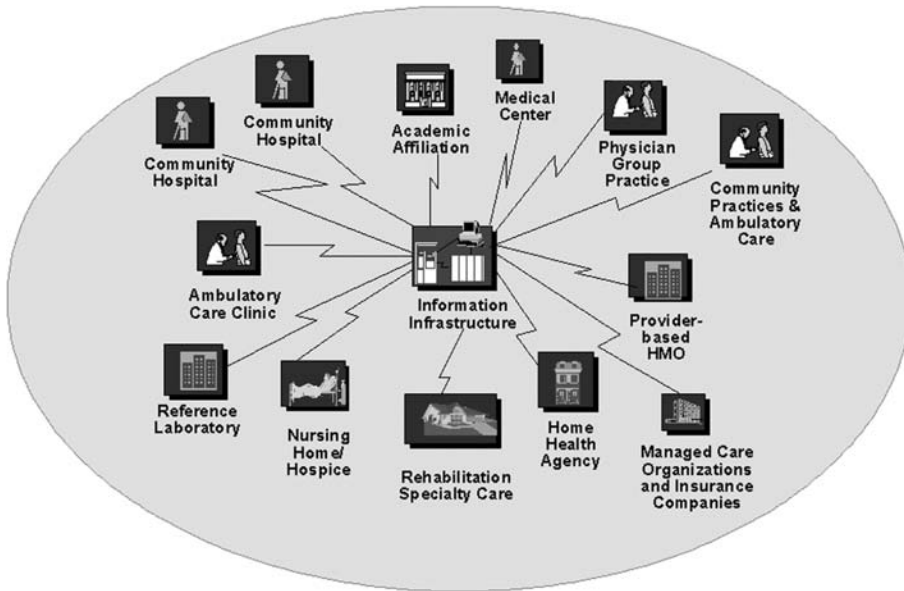 Community
Hospital
Community
Hospital
Academic
Affiliation
Medical
Center
Physician
Group
Practice
Community
Practices &
Ambulatory
Care
Ambulatory
Care Clinic
Information
Infrastructure
Provider-
based
HMO
Reference
Laboratory
Nursing
Home/
Hospice
Rehabilitation
Specialty Care
Home
Health
Agency
Managed Care
Organizations
and Insurance
Companies